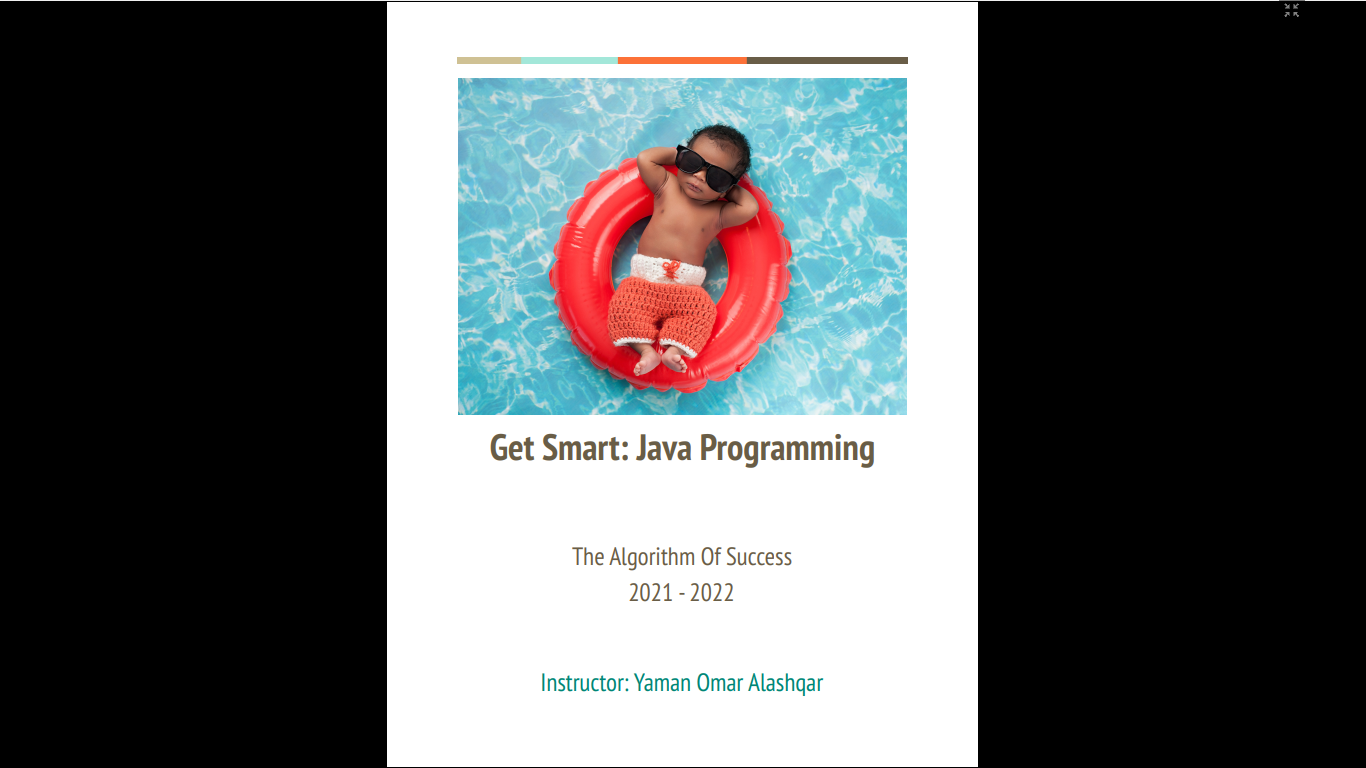 Get Smart: Java Programming
The Algorithm Of Success
2021 - 2022
Instructor: Yaman Omar Alashqar